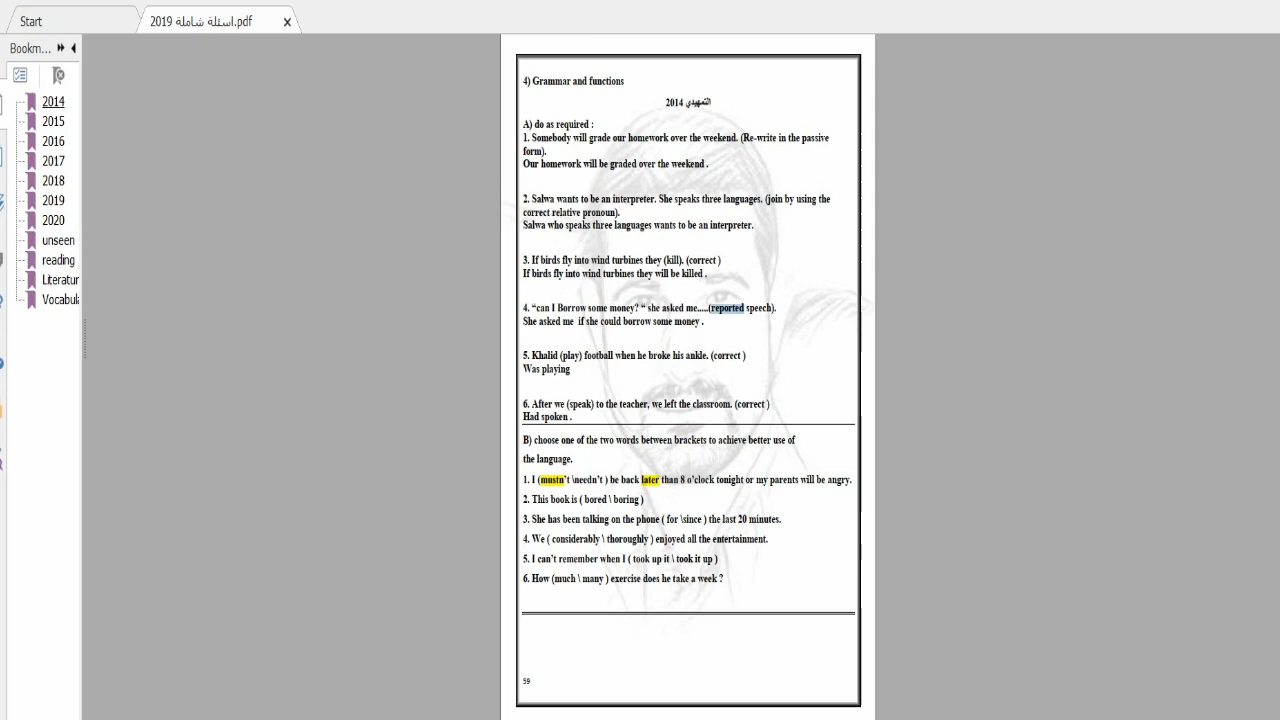 Start
اسئلة شاملة 2019.pdf
Bookm...
2014
2015
2016
2017
2018
2019
2020
unseen
reading
Literatur
Vocabula
4) Grammar and functions
التمهيدي 2014
A) do as required :
1. Somebody will grade our homework over the weekend. (Re-write in the passive
form).
Our homework will be graded over the weekend .
2. Salwa wants to be an interpreter. She speaks three languages. (join by using the
correct relative pronoun).
Salwa who speaks three languages wants to be an interpreter.
3. If birds fly into wind turbines they (kill). (correct )
If birds fly into wind turbines they will be killed .
4. “can I Borrow some money? “ she asked me.....(reported speech).
She asked me if she could borrow some money .
5. Khalid (play) football when he broke his ankle. (correct )
Was playing
6. After we (speak) to the teacher, we left the classroom. (correct )
Had spoken .
B) choose one of the two words between brackets to achieve better use of
the language.
1. I (mustn’t \needn’t ) be back later than 8 o’clock tonight or my parents will be angry.
2. This book is ( bored \ boring )
3. She has been talking on the phone ( for \since ) the last 20 minutes.
4. We ( considerably \ thoroughly ) enjoyed all the entertainment.
5. I can’t remember when I ( took up it \ took it up )
6. How (much \ many ) exercise does he take a week ?
59